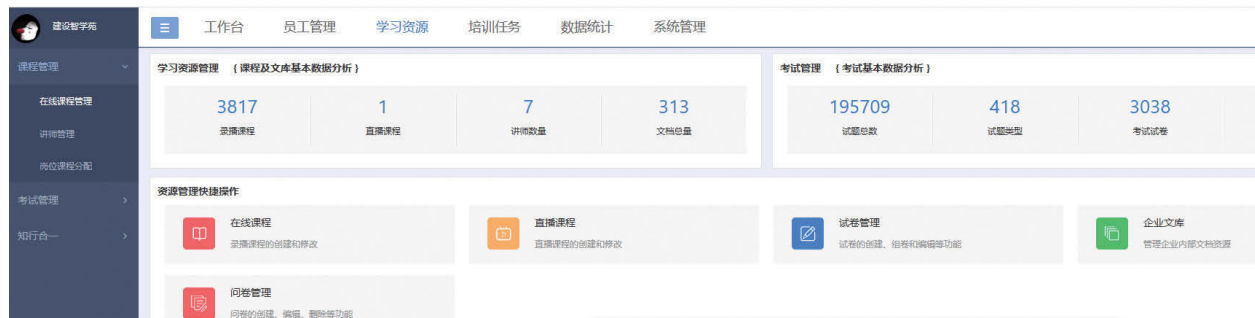 建设智学苑
工作台 员工管理 学习资源 培训任务 数据统计 系统管理
课程管理
在线课程管理
讲师管理
岗位课程分配
考试管理
知行合一
学习资源管理 {课程及文库基本数据分析}
3817 1 7 313
录播课程 直播课程 讲师数量 文档总量
考试管理 {考试基本数据分析}
195709 418 3038
试题总数 试题类型 考试试卷
资源管理快捷操作
在线课程
录播课程的创建和修改
直播课程
直播课程的创建和修改
试卷管理
试卷的创建、组卷和编辑等功能
企业文库
管理企业内部文档资源
问卷管理
问卷的创建、编辑、删除等功能